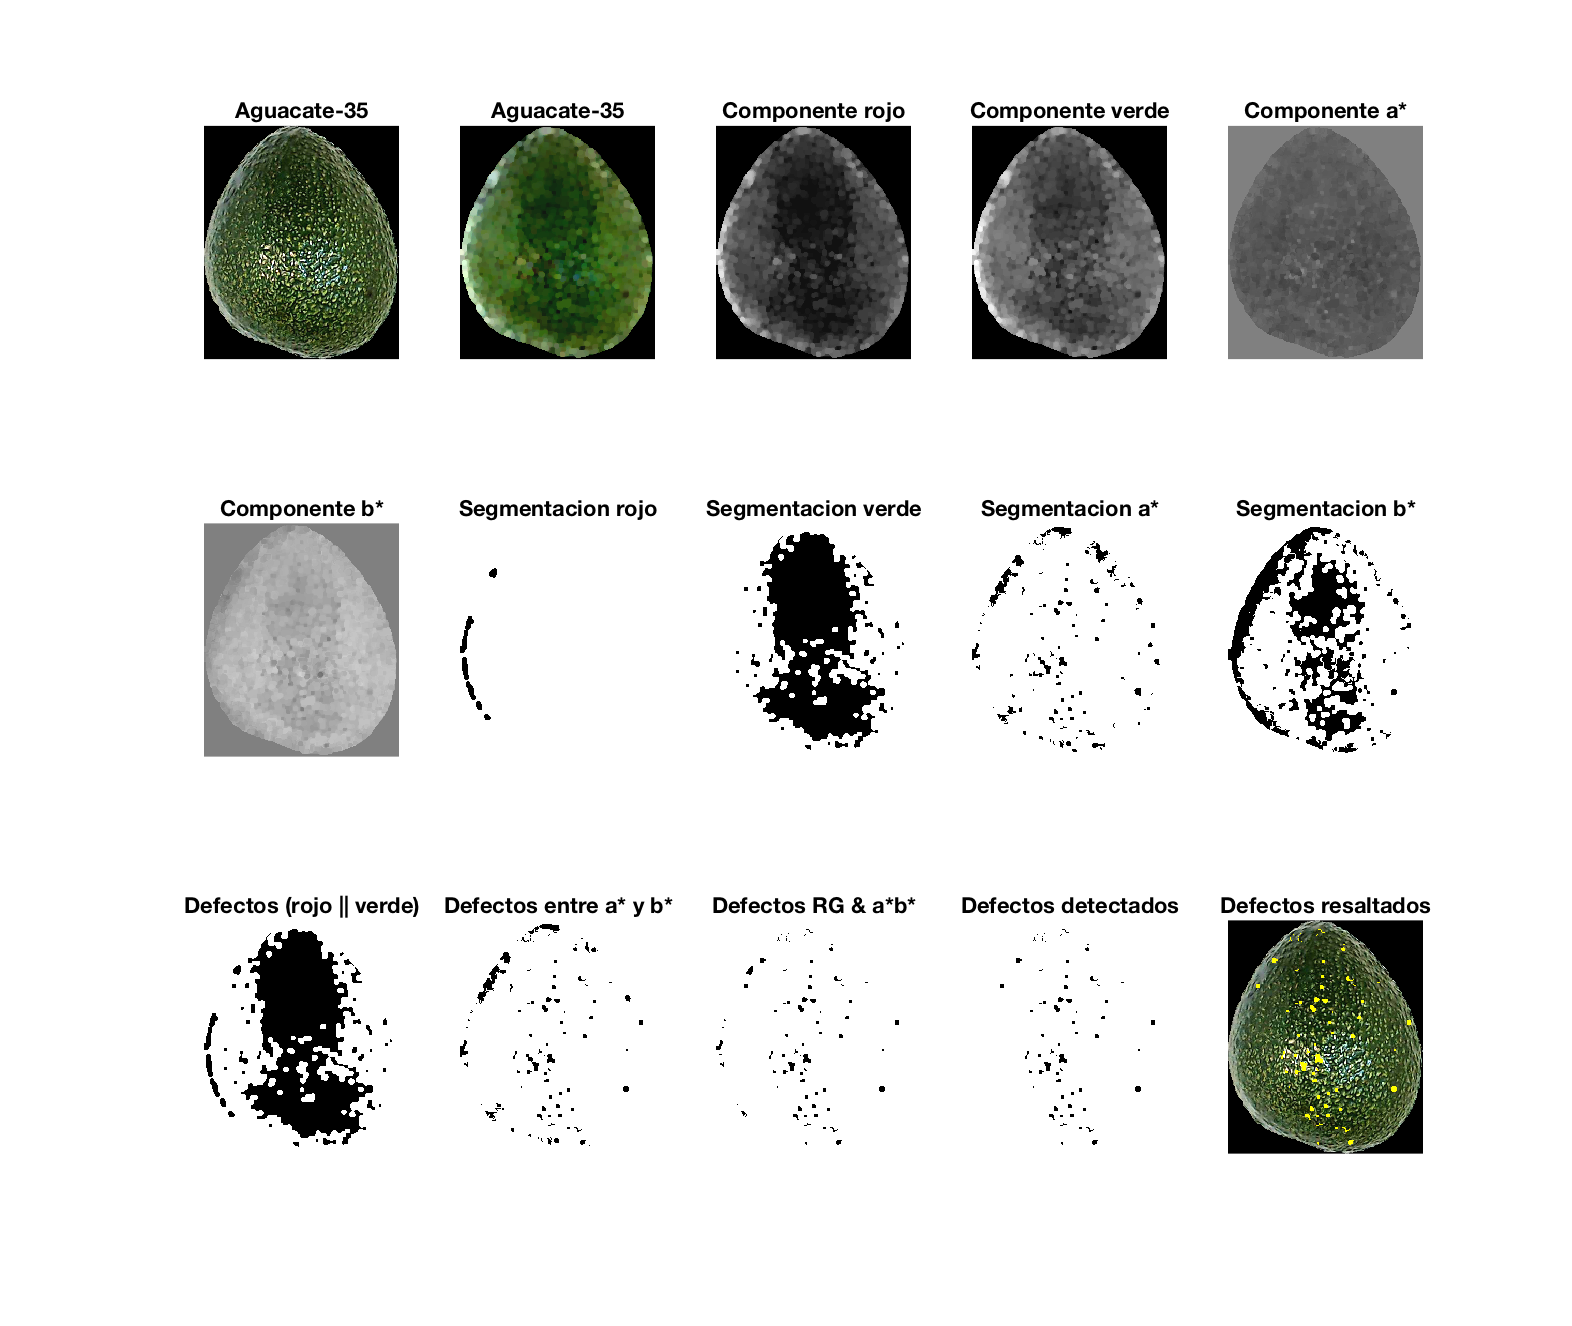 Aguacate-35
Aguacate-35
Componente rojo
Componente verde
Componente a*
Componente b*
Segmentacion rojo
Segmentacion verde
Segmentacion a*
Segmentacion b*
Defectos (rojo || verde)
Defectos entre a* y b*
Defectos RG & a*b*
Defectos detectados
Defectos resaltados